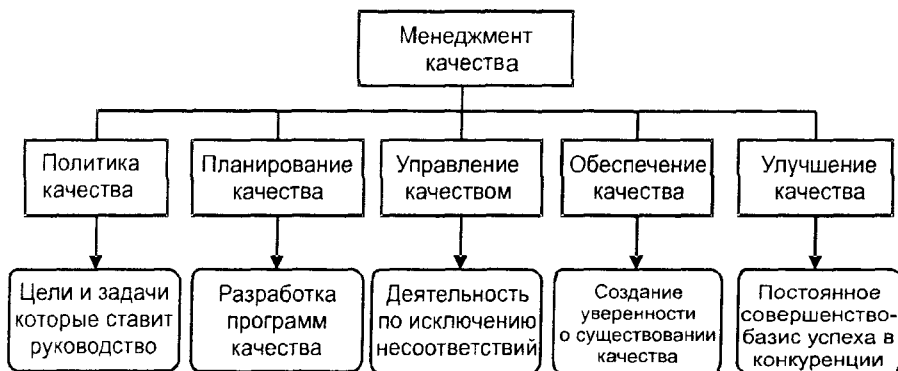 Менеджмент
качества
Политика
качества
Планирование
качества
Управление
качеством
Обеспечение
качества
Улучшение
качества
Цели и задачи
которые ставит
руководство
Разработка
программ
качества
Деятельность
по исключению
несоответствий
Создание
уверенности
о существовании
качества
Постоянное
совершенство-
базис успеха в
конкуренции